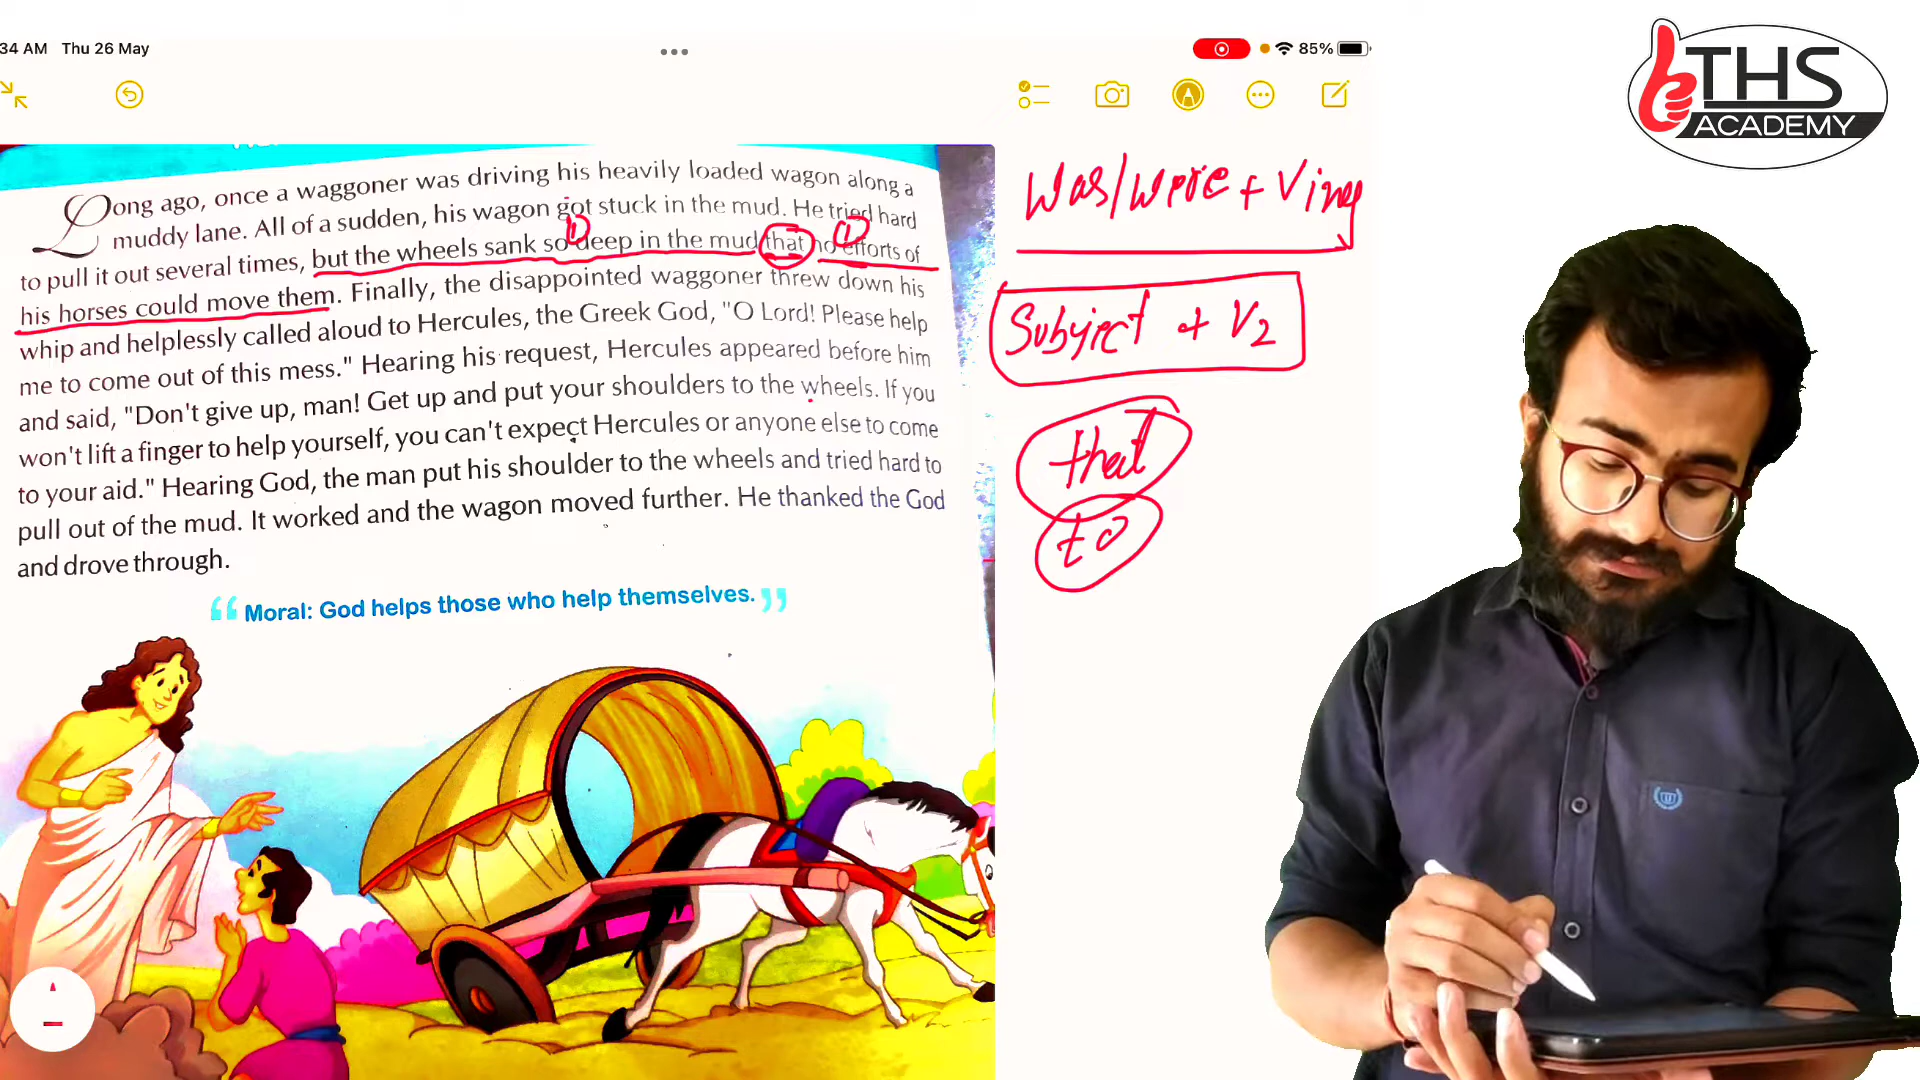 34 AM Thu 26 May
85%
THS
ACADEMY
Long ago, once a waggoner was driving his heavily loaded wagon along a
muddy lane. All of a sudden, his wagon got stuck in the mud. He tried hard
to pull it out several times, but the wheels sank so deep in the mud that no efforts of
his horses could move them. Finally, the disappointed waggoner threw down his
whip and helplessly called aloud to Hercules, the Greek God, "O Lord! Please help
me to come out of this mess." Hearing his request, Hercules appeared before him
and said, "Don't give up, man! Get up and put your shoulders to the wheels. If you
won't lift a finger to help yourself, you can't expect Hercules or anyone else to come
to your aid." Hearing God, the man put his shoulder to the wheels and tried hard to
pull out of the mud. It worked and the wagon moved further. He thanked the God
and drove through.
"Moral: God helps those who help themselves."
1
1
Was/were + Ving
Subject + V2
that
to